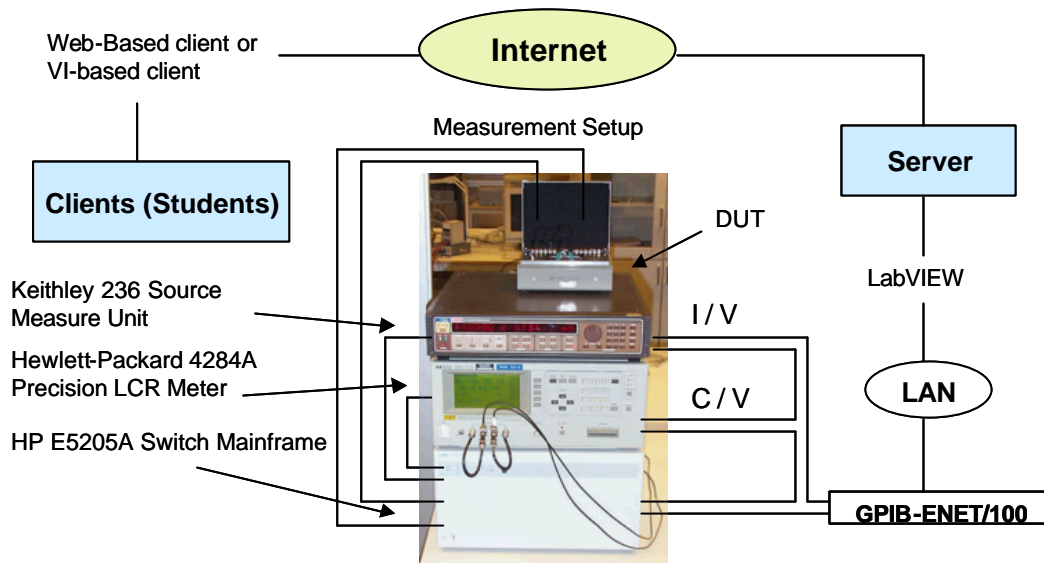 Web-Based client or
VI-based client
Internet
Measurement Setup
Server
Clients (Students)
DUT
LabVIEW
Keithley 236 Source
Measure Unit
I / V
Hewlett-Packard 4284A
Precision LCR Meter
C / V
LAN
HP E5205A Switch Mainframe
GPIB-ENET/100